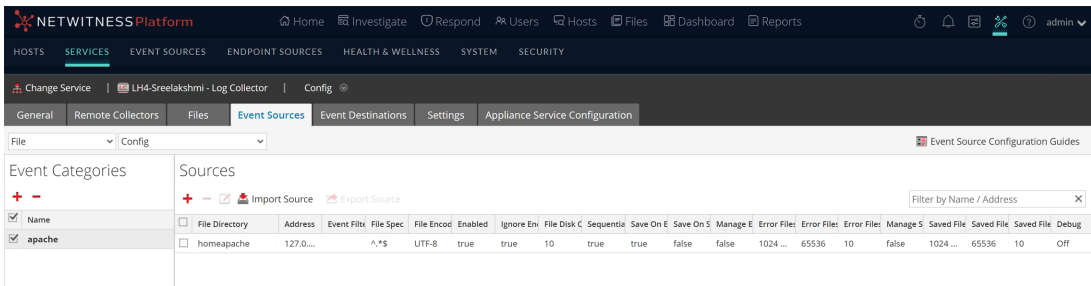 NETWITNESS Platform Home Investigate Respond Users Hosts Files Dashboard Reports admin
HOSTS SERVICES EVENT SOURCES ENDPOINT SOURCES HEALTH & WELLNESS SYSTEM SECURITY
Change Service | LC LH4-Sreelakshmi - Log Collector | Config
General Remote Collectors Files Event Sources Event Destinations Settings Appliance Service Configuration
File Config Event Source Configuration Guides
Event Categories Sources
Import Source Export Source Filter by Name / Address
Name File Directory Address Event Filte File Spec File Encod Enabled Ignore En File Disk Sequentia Save On E Save On S Manage E Error Files Error Files Error Files Manage S Saved File Saved File Saved File Debug
apache homeapache 127.0.... ^.*$ UTF-8 true true 10 true true false false 1024 ... 65536 10 false 1024 ... 65536 10 Off